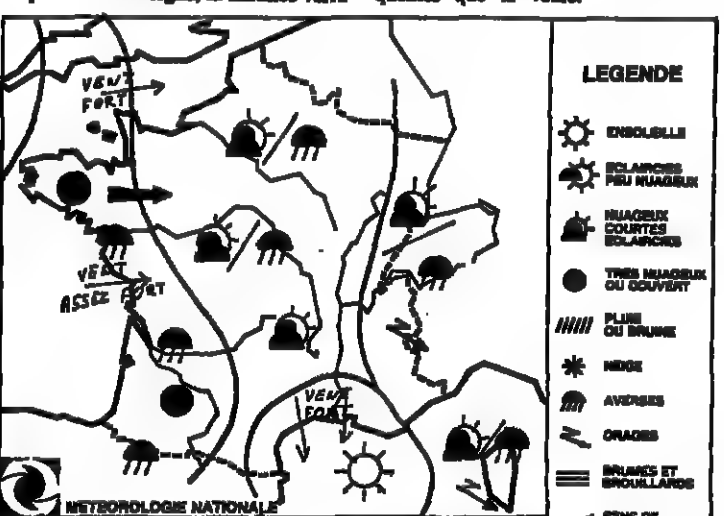 VENT
FORT
VENT
ASSEZ FORT
VENT
FORT
METEOROLOGIE NATIONALE
LEGENDE
ENSOLEILLE
ECLAIRCIES
PEU NUAGEUX
NUAGEUX
COURTES
ECLAIRCIES
TRES NUAGEUX
OU COUVERT
PLUIE
OU BRUINE
NEIGE
AVERSES
ORAGES
BRUMES ET
BROUILLARDS